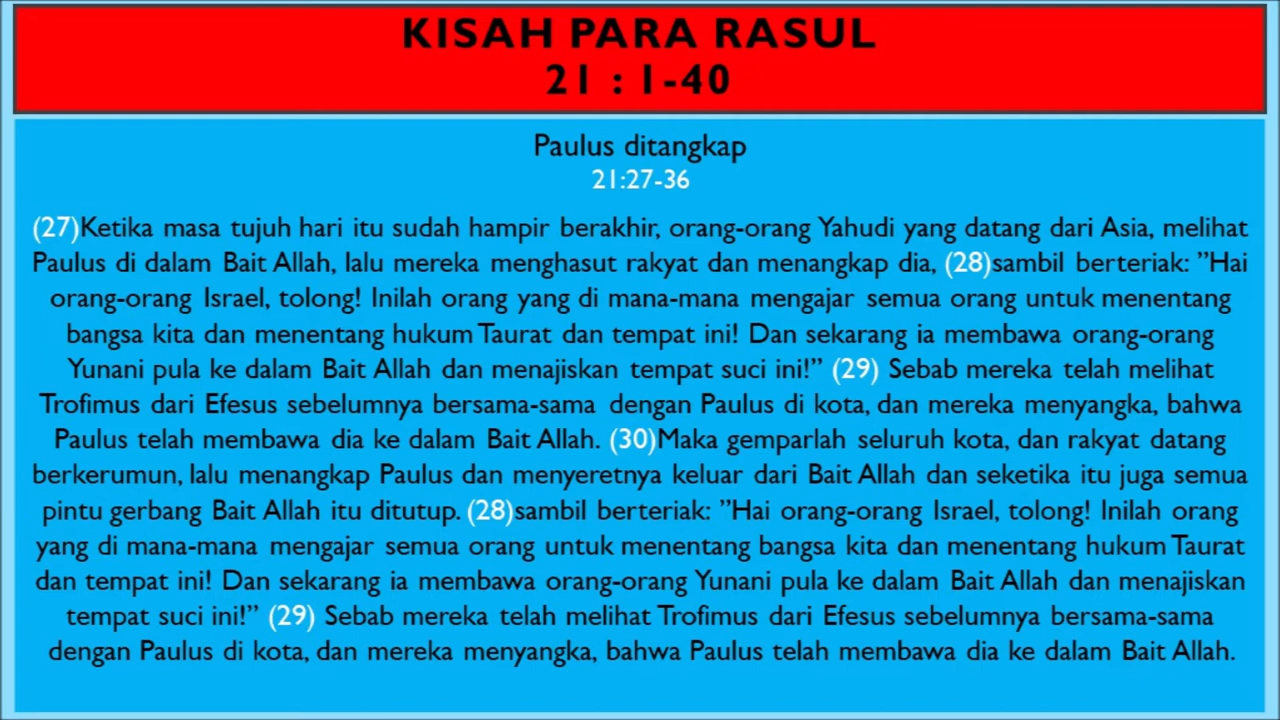 KISAH PARA RASUL
21 : 1-40
Paulus ditangkap
21:27-36
(27)Ketika masa tujuh hari itu sudah hampir berakhir, orang-orang Yahudi yang datang dari Asia, melihat
Paulus di dalam Bait Allah, lalu mereka menghasut rakyat dan menangkap dia, (28)sambil berteriak: ”Hai
orang-orang Israel, tolong! Inilah orang yang di mana-mana mengajar semua orang untuk menentang
bangsa kita dan menentang hukum Taurat dan tempat ini! Dan sekarang ia membawa orang-orang
Yunani pula ke dalam Bait Allah dan menajiskan tempat suci ini!” (29) Sebab mereka telah melihat
Trofimus dari Efesus sebelumnya bersama-sama dengan Paulus di kota, dan mereka menyangka, bahwa
Paulus telah membawa dia ke dalam Bait Allah. (30)Maka gemparlah seluruh kota, dan rakyat datang
berkerumun, lalu menangkap Paulus dan menyeretnya keluar dari Bait Allah dan seketika itu juga semua
pintu gerbang Bait Allah itu ditutup. (28)sambil berteriak: ”Hai orang-orang Israel, tolong! Inilah orang
yang di mana-mana mengajar semua orang untuk menentang bangsa kita dan menentang hukum Taurat
dan tempat ini! Dan sekarang ia membawa orang-orang Yunani pula ke dalam Bait Allah dan menajiskan
tempat suci ini!” (29) Sebab mereka telah melihat Trofimus dari Efesus sebelumnya bersama-sama
dengan Paulus di kota, dan mereka menyangka, bahwa Paulus telah membawa dia ke dalam Bait Allah.